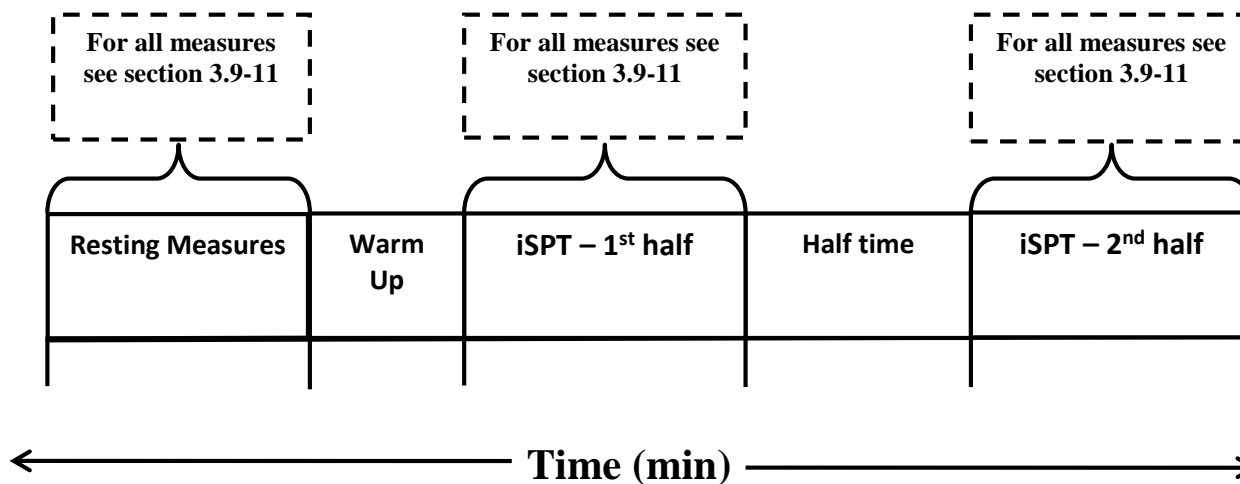 For all measures
see section 3.9-11
For all measures see
section 3.9-11
For all measures see
section 3.9-11
Resting Measures
Warm
Up
iSPT – 1st half
Half time
iSPT – 2nd half
Time (min)